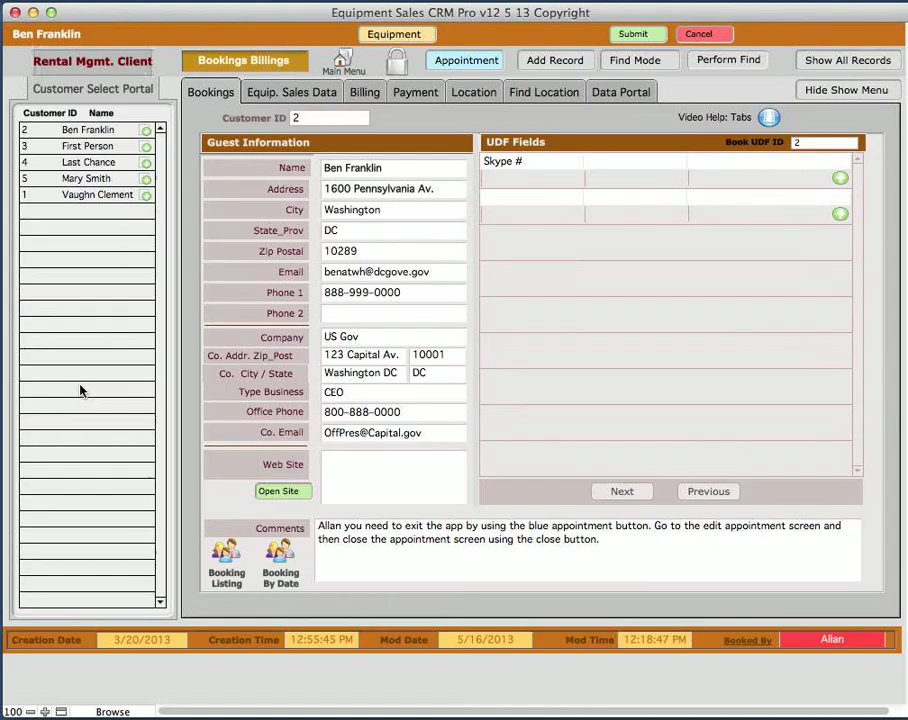 Equipment Sales CRM Pro v12 5 13 Copyright
Ben Franklin
Equipment
Submit
Cancel
Rental Mgmt. Client
Bookings Billings
Main Menu
Appointment
Add Record
Find Mode
Perform Find
Show All Records
Customer Select Portal
Bookings
Equip. Sales Data
Billing
Payment
Location
Find Location
Data Portal
Hide Show Menu
Customer ID Name
2 Ben Franklin
3 First Person
4 Last Chance
5 Mary Smith
1 Vaughn Clement
Customer ID 2
Video Help: Tabs
Guest Information
Name Ben Franklin
Address 1600 Pennsylvania Av.
City Washington
State_Prov DC
Zip Postal 10289
Email benatwh@dcgove.gov
Phone 1 888-999-0000
Phone 2
Company US Gov
Co. Addr. Zip_Post 123 Capital Av. 10001
Co. City / State Washington DC DC
Type Business CEO
Office Phone 800-888-0000
Co. Email OffPres@Capital.gov
Web Site
Open Site
UDF Fields
Book UDF ID 2
Skype #
Next
Previous
Comments
Allan you need to exit the app by using the blue appointment button. Go to the edit appointment screen and
then close the appointment screen using the close button.
Booking
Listing
Booking
By Date
Creation Date 3/20/2013 Creation Time 12:55:45 PM Mod Date 5/16/2013 Mod Time 12:18:47 PM Booked By Allan
100 Browse